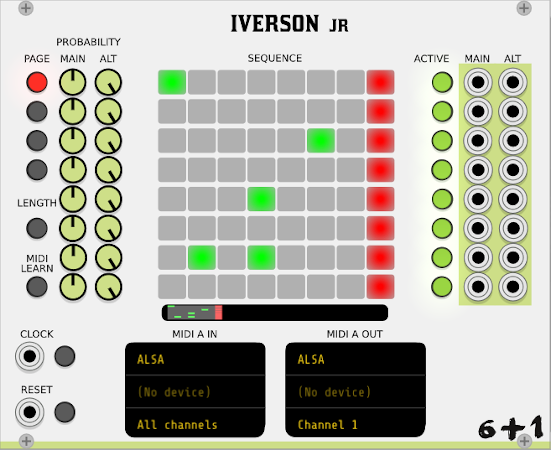 IVERSON JR
PROBABILITY
PAGE MAIN ALT SEQUENCE ACTIVE MAIN ALT
LENGTH
MIDI
LEARN
CLOCK
MIDI A IN MIDI A OUT
ALSA ALSA
(No device) (No device)
RESET
All channels Channel 1
6+1